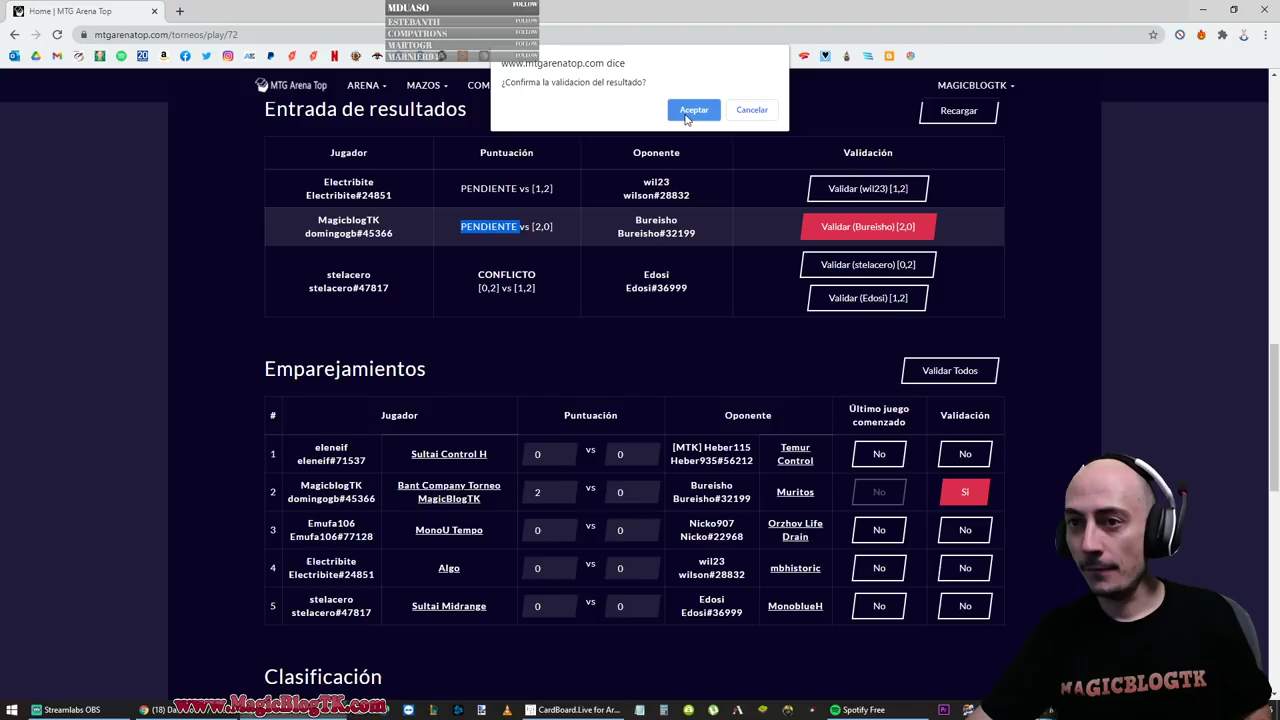 MDUASO FOLLOW
ESTEBANTH FOLLOW
COMPATRONS FOLLOW
MARTOGR FOLLOW
MARNIER91 FOLLOW
Home | MTG Arena Top
mtgarenatop.com/torneos/play/72
www.mtgarenatop.com dice
¿Confirma la validacion del resultado?
Aceptar Cancelar
MTG Arena Top ARENA MAZOS COM MAGICBLOGTK
Entrada de resultados Recargar
Jugador Puntuación Oponente Validación
Electribite
Electribite#24851
PENDIENTE vs [1,2]
wil23
wilson#28832
Validar (wil23) [1,2]
MagicblogTK
domingogb#45366
PENDIENTE vs [2,0]
Bureisho
Bureisho#32199
Validar (Bureisho) [2,0]
stelacero
stelacero#47817
CONFLICTO
[0,2] vs [1,2]
Edosi
Edosi#36999
Validar (stelacero) [0,2]
Validar (Edosi) [1,2]
Emparejamientos Validar Todos
# Jugador Puntuación Oponente Último juego comenzado Validación
1 eleneif
eleneif#71537
Sultai Control H
0 vs 0
[MTK] Heber115
Heber935#56212
Temur
Control
No No
2 MagicblogTK
domingogb#45366
Bant Company Torneo
MagicBlogTK
2 vs 0
Bureisho
Bureisho#32199
Muritos
No Si
3 Emufa106
Emufa106#77128
MonoU Tempo
0 vs 0
Nicko907
Nicko#22968
Orzhov Life
Drain
No No
4 Electribite
Electribite#24851
Algo
0 vs 0
wil23
wilson#28832
mbhistoric
No No
5 stelacero
stelacero#47817
Sultai Midrange
0 vs 0
Edosi
Edosi#36999
MonoblueH
No No
Clasificación
MAGICBLOGTK
www.MagicBlogTK.com
Streamlabs OBS
(18) Da
CardBoard.Live for Ar...
Spotify Free